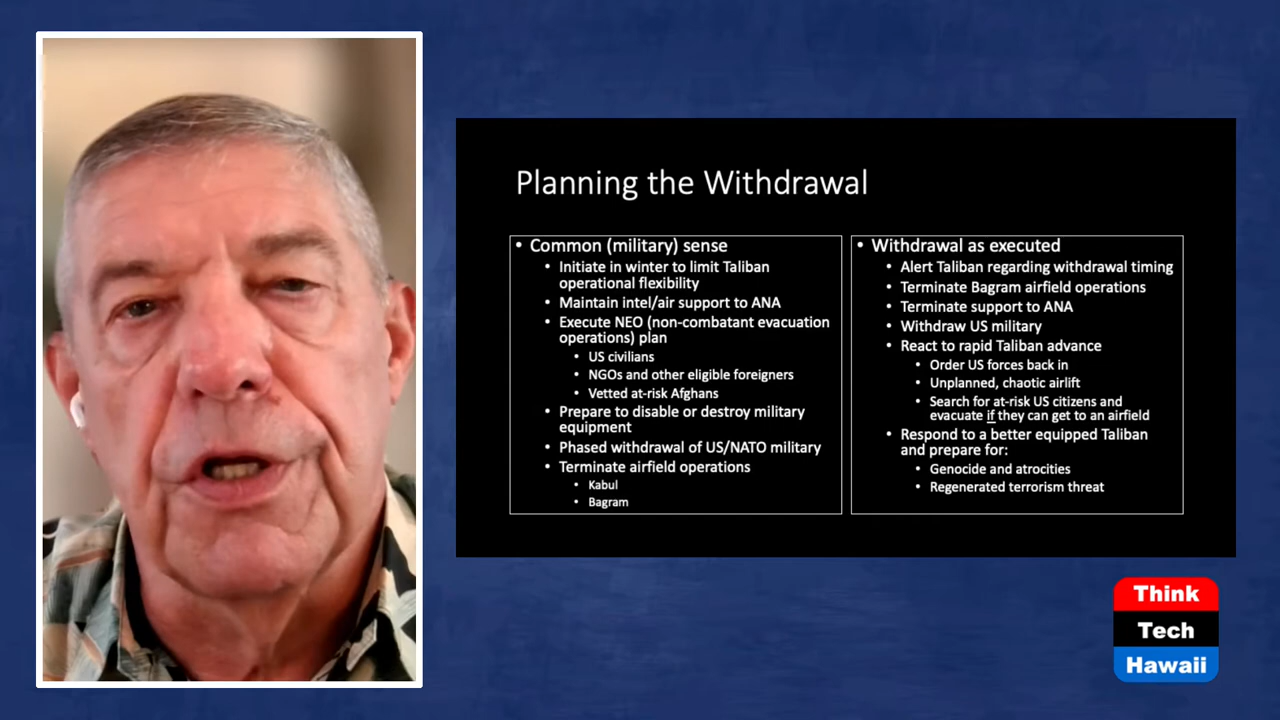 Planning the Withdrawal
• Common (military) sense
• Initiate in winter to limit Taliban
operational flexibility
• Maintain intel/air support to ANA
• Execute NEO (non-combatant evacuation
operations) plan
• US civilians
• NGOs and other eligible foreigners
• Vetted at-risk Afghans
• Prepare to disable or destroy military
equipment
• Phased withdrawal of US/NATO military
• Terminate airfield operations
• Kabul
• Bagram
• Withdrawal as executed
• Alert Taliban regarding withdrawal timing
• Terminate Bagram airfield operations
• Terminate support to ANA
• Withdraw US military
• React to rapid Taliban advance
• Order US forces back in
• Unplanned, chaotic airlift
• Search for at-risk US citizens and
evacuate if they can get to an airfield
• Respond to a better equipped Taliban
and prepare for:
• Genocide and atrocities
• Regenerated terrorism threat
Think
Tech
Hawaii